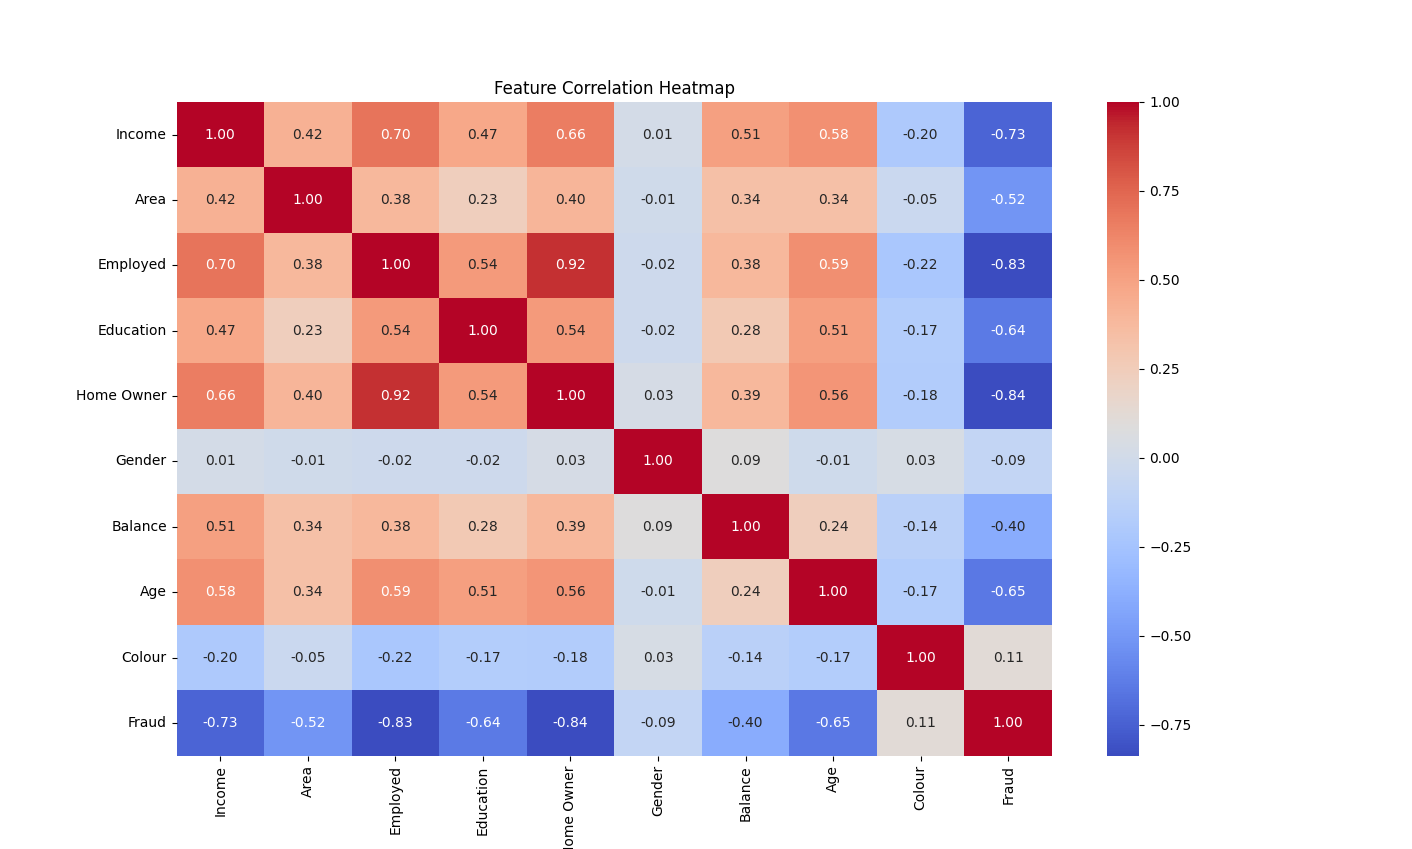 Feature Correlation Heatmap
Income 1.00 0.42 0.70 0.47 0.66 0.01 0.51 0.58 -0.20 -0.73
Area 0.42 1.00 0.38 0.23 0.40 -0.01 0.34 0.34 -0.05 -0.52
Employed 0.70 0.38 1.00 0.54 0.92 -0.02 0.38 0.59 -0.22 -0.83
Education 0.47 0.23 0.54 1.00 0.54 -0.02 0.28 0.51 -0.17 -0.64
Home Owner 0.66 0.40 0.92 0.54 1.00 0.03 0.39 0.56 -0.18 -0.84
Gender 0.01 -0.01 -0.02 -0.02 0.03 1.00 0.09 -0.01 0.03 -0.09
Balance 0.51 0.34 0.38 0.28 0.39 0.09 1.00 0.24 -0.14 -0.40
Age 0.58 0.34 0.59 0.51 0.56 -0.01 0.24 1.00 -0.17 -0.65
Colour -0.20 -0.05 -0.22 -0.17 -0.18 0.03 -0.14 -0.17 1.00 0.11
Fraud -0.73 -0.52 -0.83 -0.64 -0.84 -0.09 -0.40 -0.65 0.11 1.00
Income Area Employed Education Home Owner Gender Balance Age Colour Fraud
1.00
0.75
0.50
0.25
0.00
−0.25
−0.50
−0.75